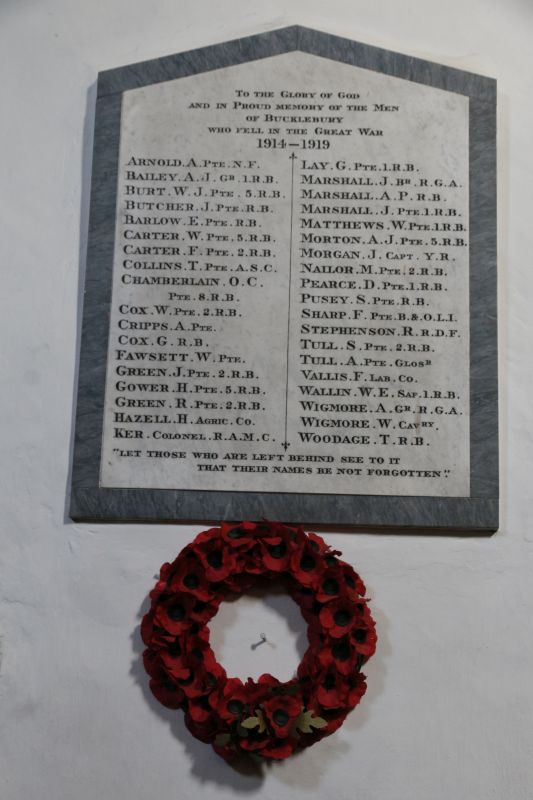 TO THE GLORY OF GOD
AND IN PROUD MEMORY OF THE MEN
OF BUCKLEBURY
WHO FELL IN THE GREAT WAR
1914–1919
ARNOLD.A.PTE.N.F.
BAILEY.A.J.GR.1.R.B.
BURT.W.J.PTE.5.R.B.
BUTCHER.J.PTE.R.B.
BARLOW.E.PTE.R.B.
CARTER.W.PTE.5.R.B.
CARTER.F.PTE.2.R.B.
COLLINS.T.PTE.A.S.C.
CHAMBERLAIN.O.C.
PTE.8.R.B.
COX.W.PTE.2.R.B.
CRIPPS.A.PTE.
COX.G.R.B.
FAWSETT.W.PTE.
GREEN.J.PTE.2.R.B.
GOWER.H.PTE.5.R.B.
GREEN.R.PTE.2.R.B.
HAZELL.H.AGRIC.CO.
KER.COLONEL.R.A.M.C.
LAY.G.PTE.1.R.B.
MARSHALL.J.BR.R.G.A.
MARSHALL.A.P.R.B.
MARSHALL.J.PTE.1.R.B.
MATTHEWS.W.PTE.1.R.B.
MORTON.A.J.PTE.5.R.B.
MORGAN.J.CAPT.Y.R.
NAILOR.M.PTE.2.R.B.
PEARCE.D.PTE.1.R.B.
PUSEY.S.PTE.R.B.
SHARP.F.PTE.B.&O.L.I.
STEPHENSON.R.R.D.F.
TULL.S.PTE.2.R.B.
TULL.A.PTE.GLOSR
VALLIS.F.LAB.CO.
WALLIN.W.E.SAP.1.R.B.
WIGMORE.A.GR.R.G.A.
WIGMORE.W.CAVRY.
WOODAGE.T.R.B.
"LET THOSE WHO ARE LEFT BEHIND SEE TO IT
THAT THEIR NAMES BE NOT FORGOTTEN."